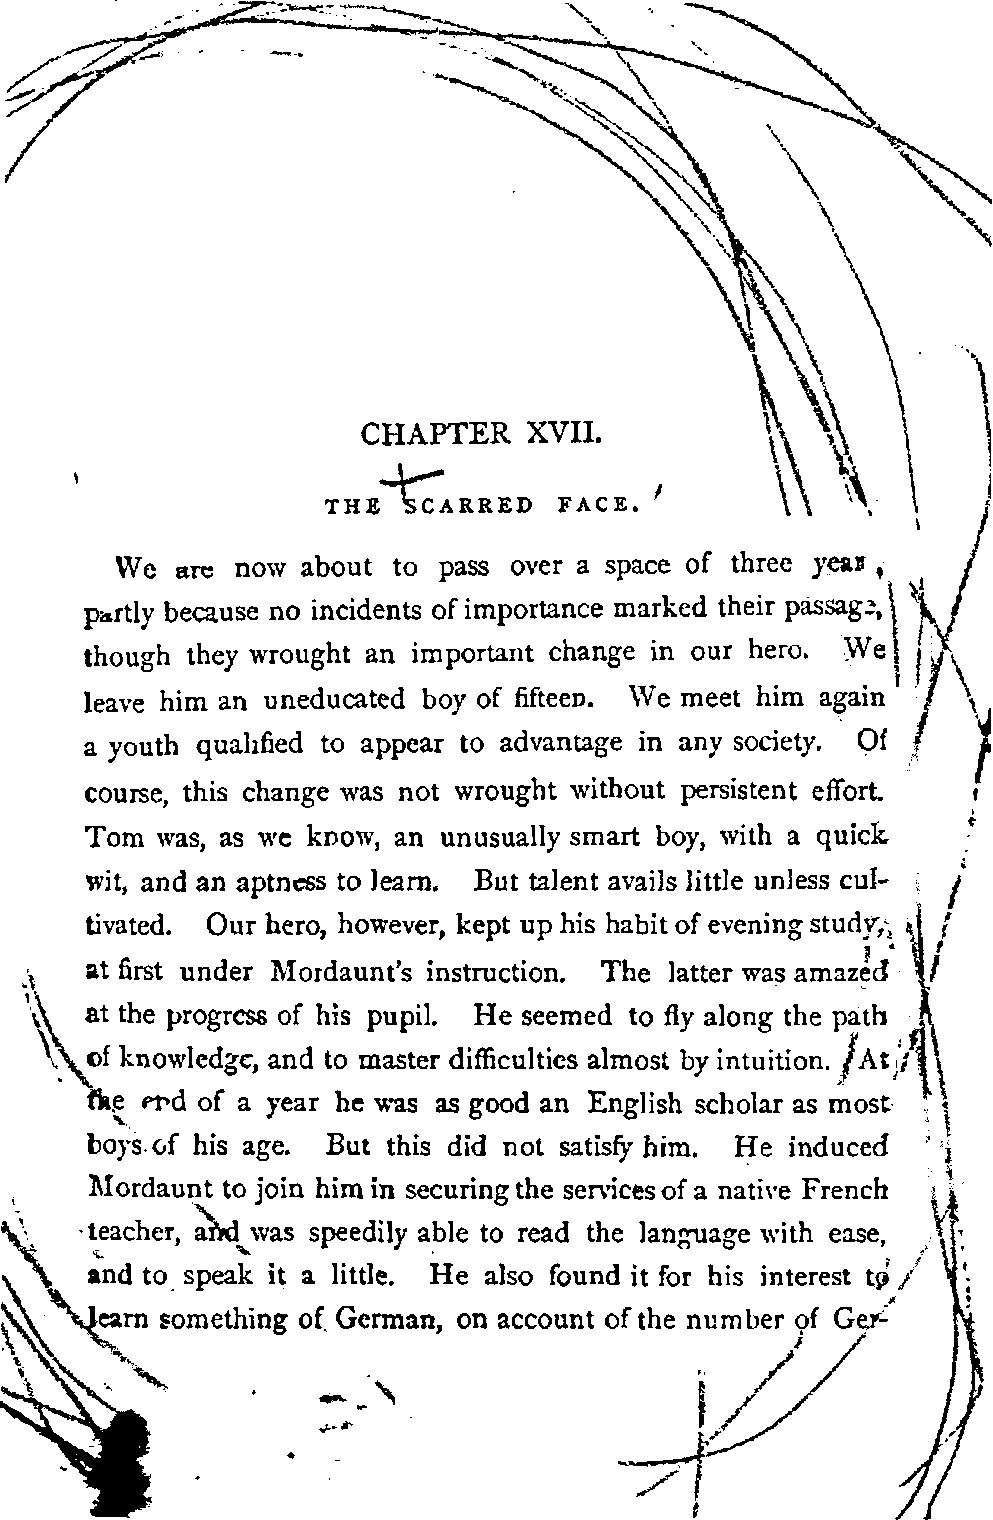 CHAPTER XVII.
THE SCARRED FACE.
We are now about to pass over a space of three years,
partly because no incidents of importance marked their passage,
though they wrought an important change in our hero. We
leave him an uneducated boy of fifteen. We meet him again
a youth qualified to appear to advantage in any society. Of
course, this change was not wrought without persistent effort.
Tom was, as we know, an unusually smart boy, with a quick
wit, and an aptness to learn. But talent avails little unless cul-
tivated. Our hero, however, kept up his habit of evening study,
at first under Mordaunt's instruction. The latter was amazed
at the progress of his pupil. He seemed to fly along the path
of knowledge, and to master difficulties almost by intuition. At
the end of a year he was as good an English scholar as most
boys of his age. But this did not satisfy him. He induced
Mordaunt to join him in securing the services of a native French
teacher, and was speedily able to read the language with ease,
and to speak it a little. He also found it for his interest to
learn something of German, on account of the number of Ger-